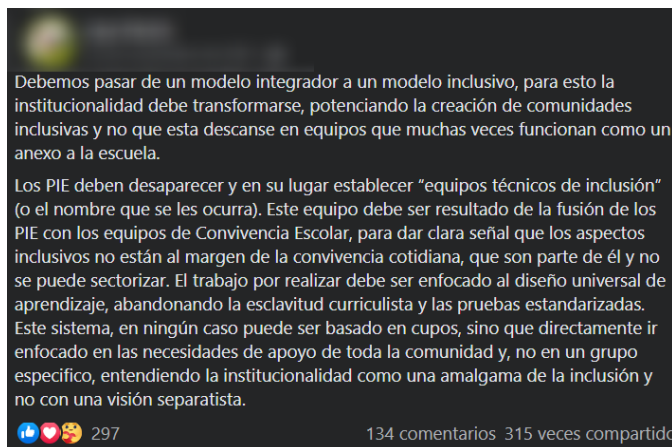 Debemos pasar de un modelo integrador a un modelo inclusivo, para esto la
institucionalidad debe transformarse, potenciando la creación de comunidades
inclusivas y no que esta descanse en equipos que muchas veces funcionan como un
anexo a la escuela.
Los PIE deben desaparecer y en su lugar establecer “equipos técnicos de inclusión”
(o el nombre que se les ocurra). Este equipo debe ser resultado de la fusión de los
PIE con los equipos de Convivencia Escolar, para dar clara señal que los aspectos
inclusivos no están al margen de la convivencia cotidiana, que son parte de él y no
se puede sectorizar. El trabajo por realizar debe ser enfocado al diseño universal de
aprendizaje, abandonando la esclavitud curriculista y las pruebas estandarizadas.
Este sistema, en ningún caso puede ser basado en cupos, sino que directamente ir
enfocado en las necesidades de apoyo de toda la comunidad y, no en un grupo
especifico, entendiendo la institucionalidad como una amalgama de la inclusión y
no con una visión separatista.
297 134 comentarios 315 veces compartido